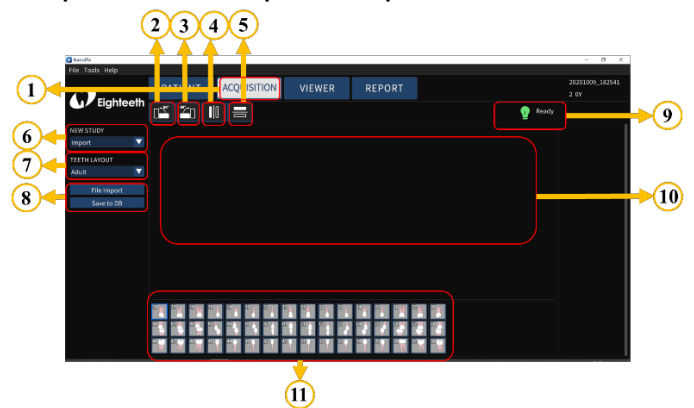 2
3
4
5
File Tools Help
1
PATIENT
ACQUISITION
VIEWER
REPORT
20201009_182541
2 0Y
Eighteeth
Ready
9
6
NEW STUDY
Import
7
TEETH LAYOUT
Adult
8
File Import
Save to DB
10
11